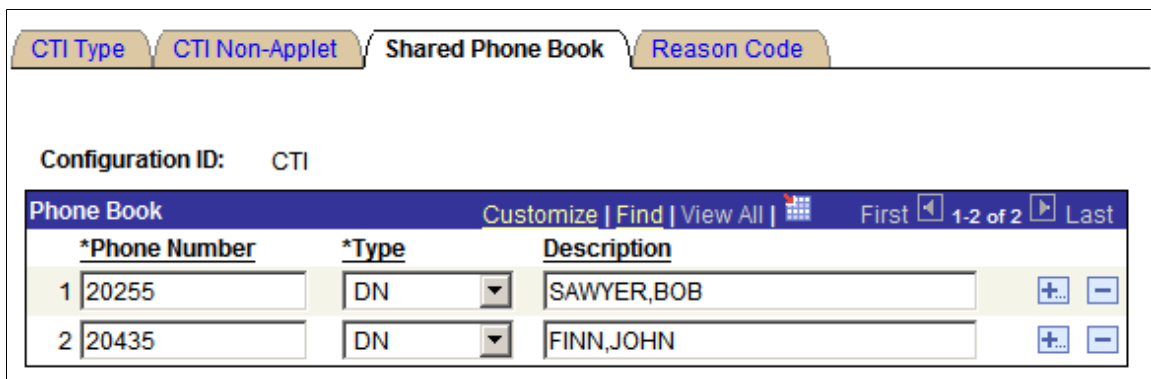 CTI Type CTI Non-Applet Shared Phone Book Reason Code
Configuration ID: CTI
Phone Book Customize | Find | View All | First 1-2 of 2 Last
*Phone Number *Type Description
1 20255 DN SAWYER,BOB
2 20435 DN FINN,JOHN